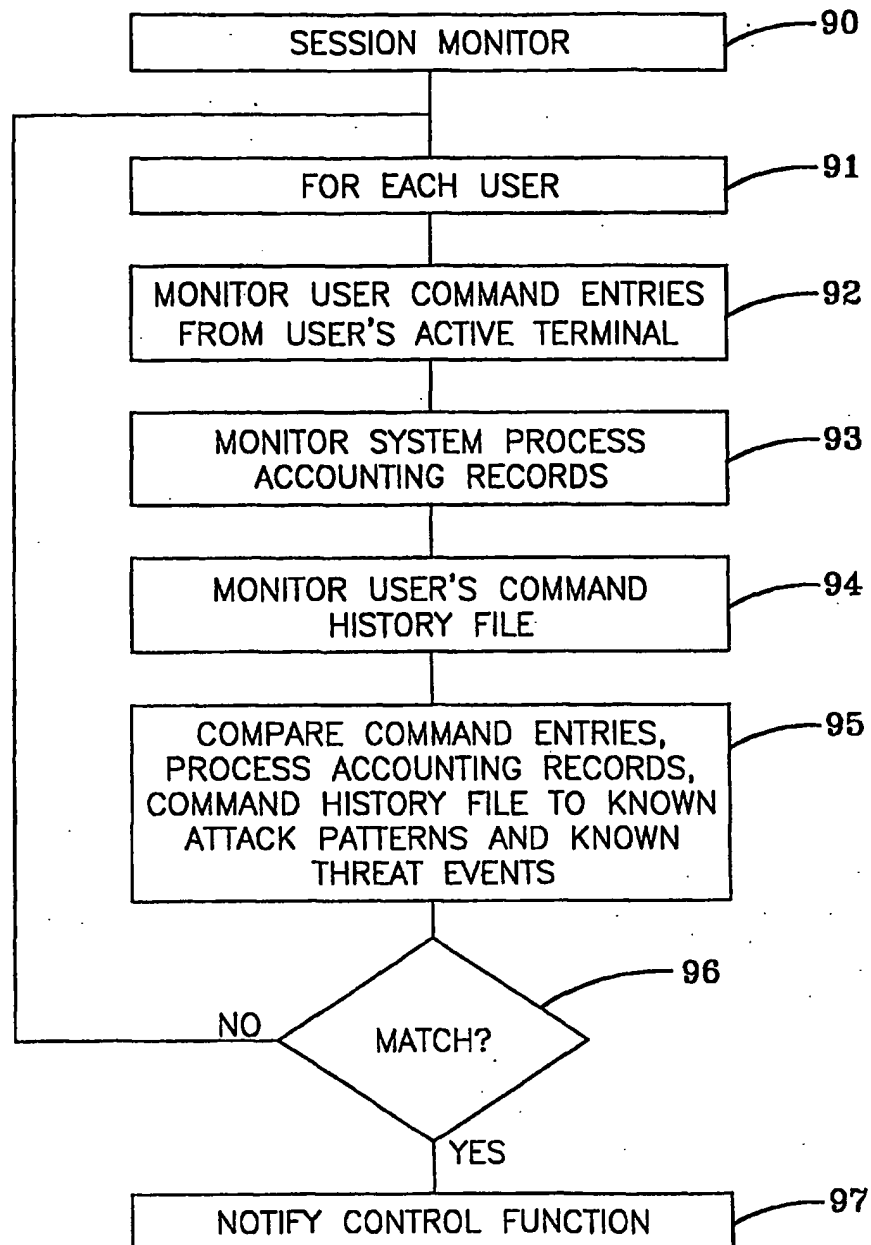 SESSION MONITOR
90
FOR EACH USER
91
MONITOR USER COMMAND ENTRIES
FROM USER'S ACTIVE TERMINAL
92
MONITOR SYSTEM PROCESS
ACCOUNTING RECORDS
93
MONITOR USER'S COMMAND
HISTORY FILE
94
COMPARE COMMAND ENTRIES,
PROCESS ACCOUNTING RECORDS,
COMMAND HISTORY FILE TO KNOWN
ATTACK PATTERNS AND KNOWN
THREAT EVENTS
95
MATCH?
96
NO
YES
NOTIFY CONTROL FUNCTION
97